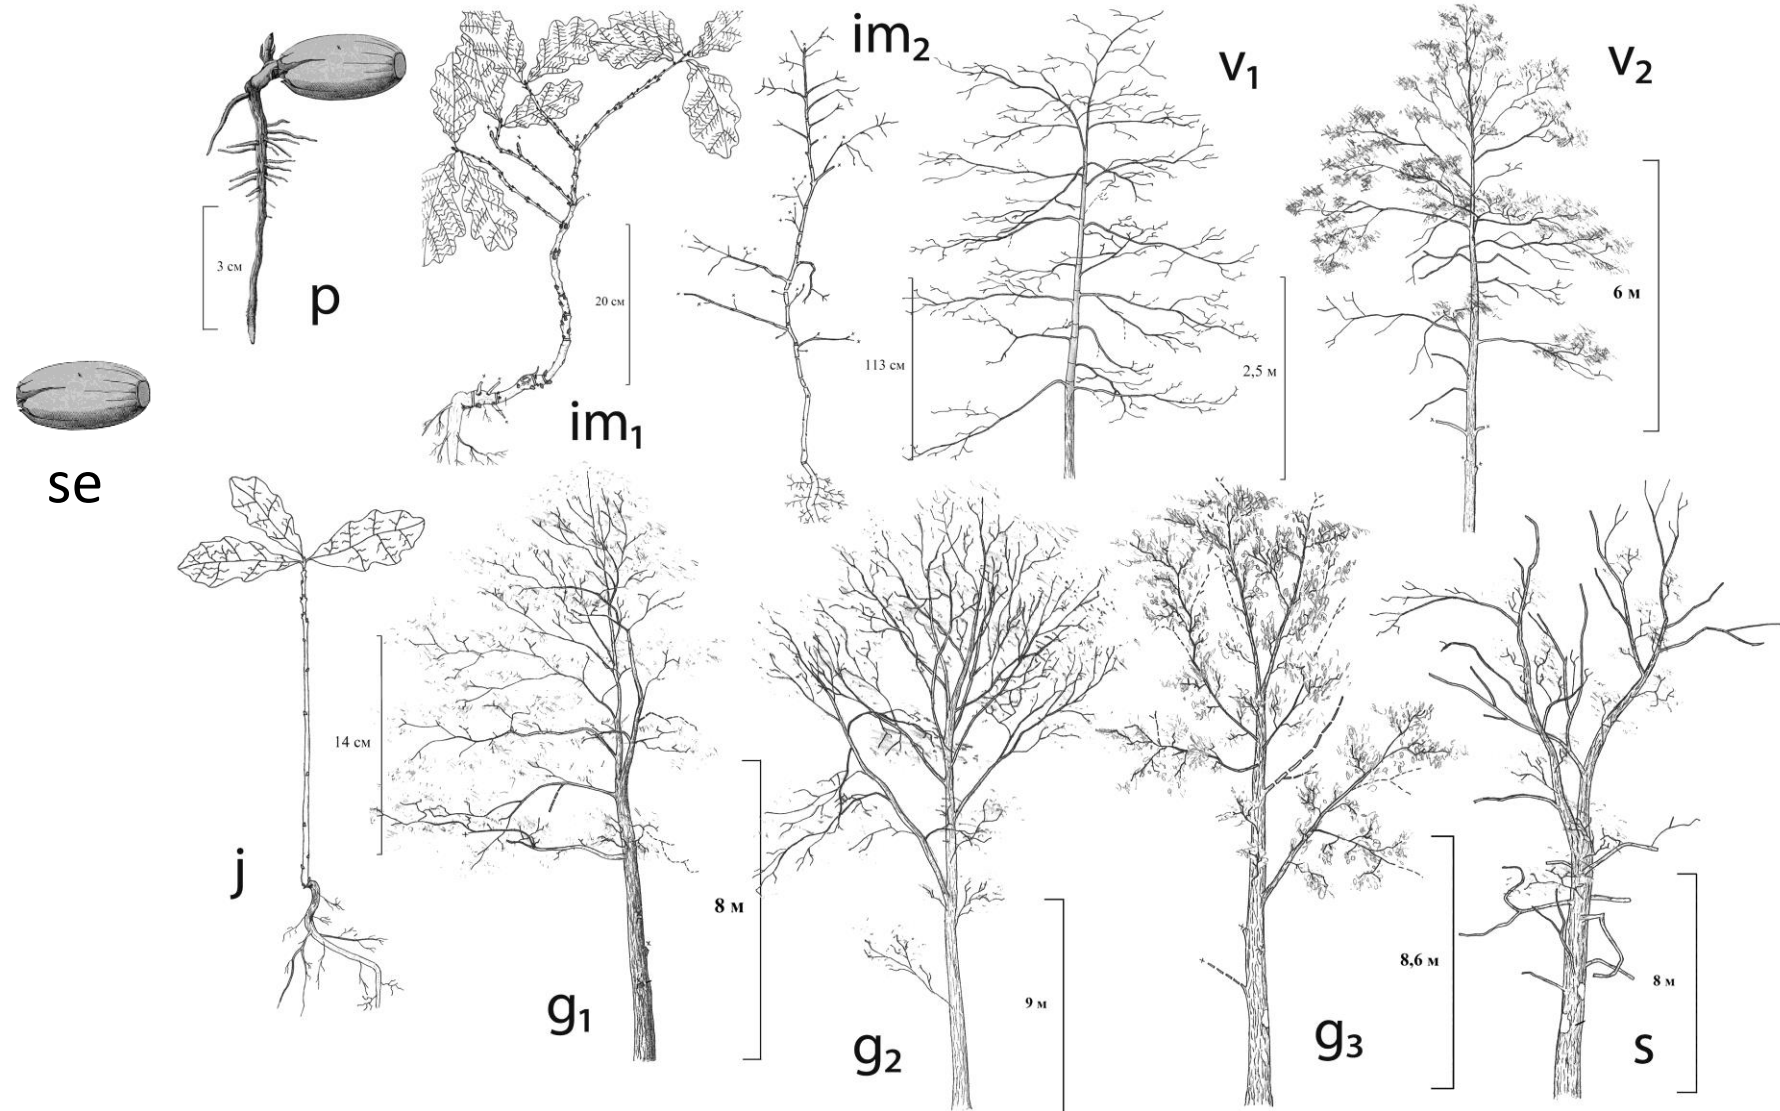 im₂
v₁
v₂
3 см
p
20 см
6 м
113 см
2,5 м
im₁
se
14 см
j
8 м
g₁
9 м
g₂
8,6 м
g₃
8 м
s